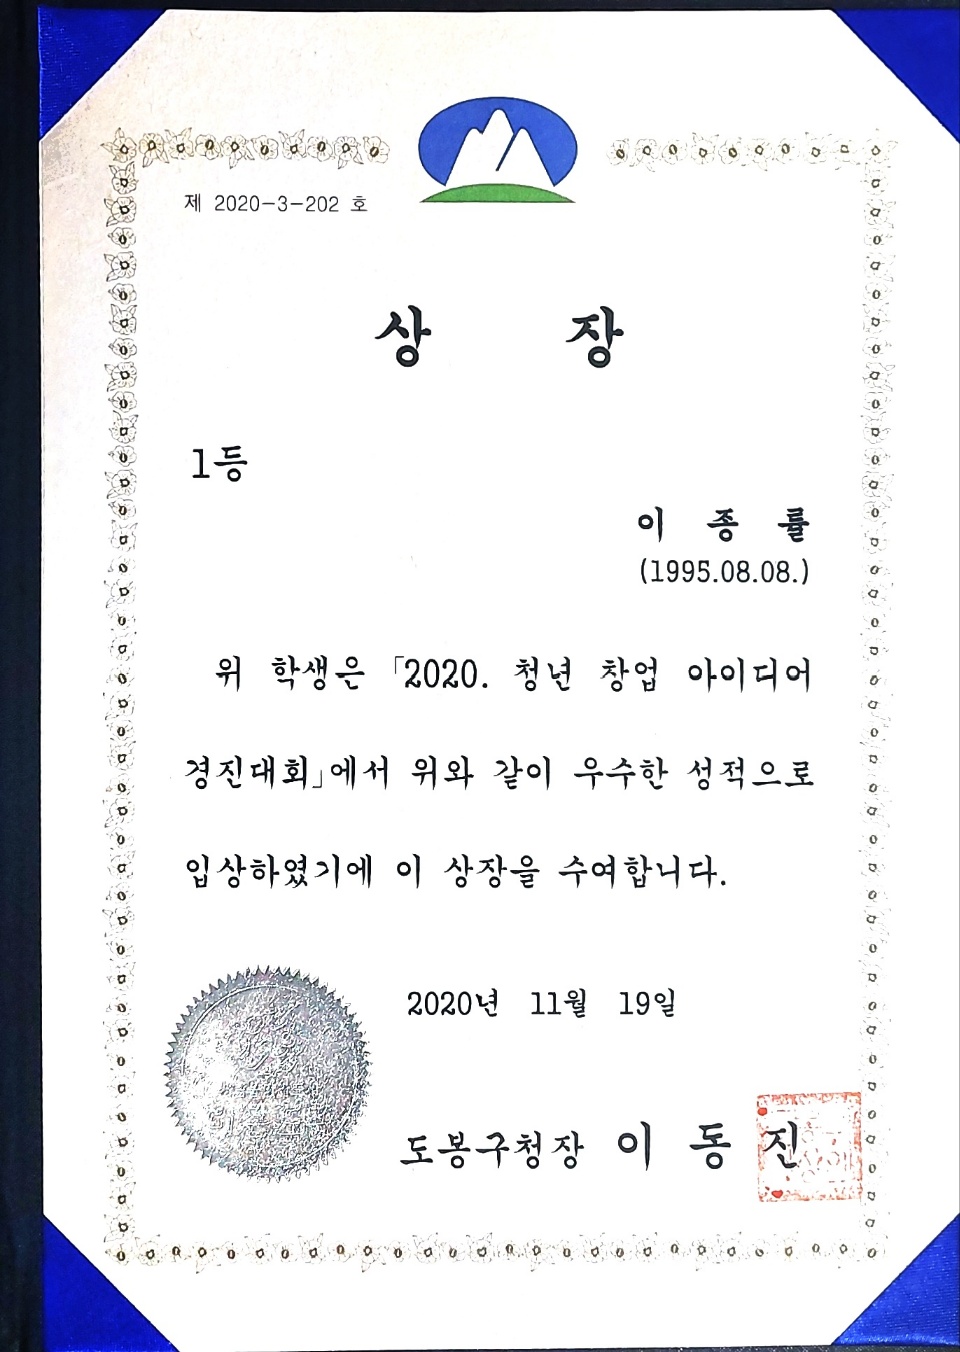 제 2020-3-202 호
상 장
1등
이 종 률
(1995.08.08.)
위 학생은 「2020. 청년 창업 아이디어
경진대회」에서 위와 같이 우수한 성적으로
입상하였기에 이 상장을 수여합니다.
2020년 11월 19일
도봉구청장 이 동 진